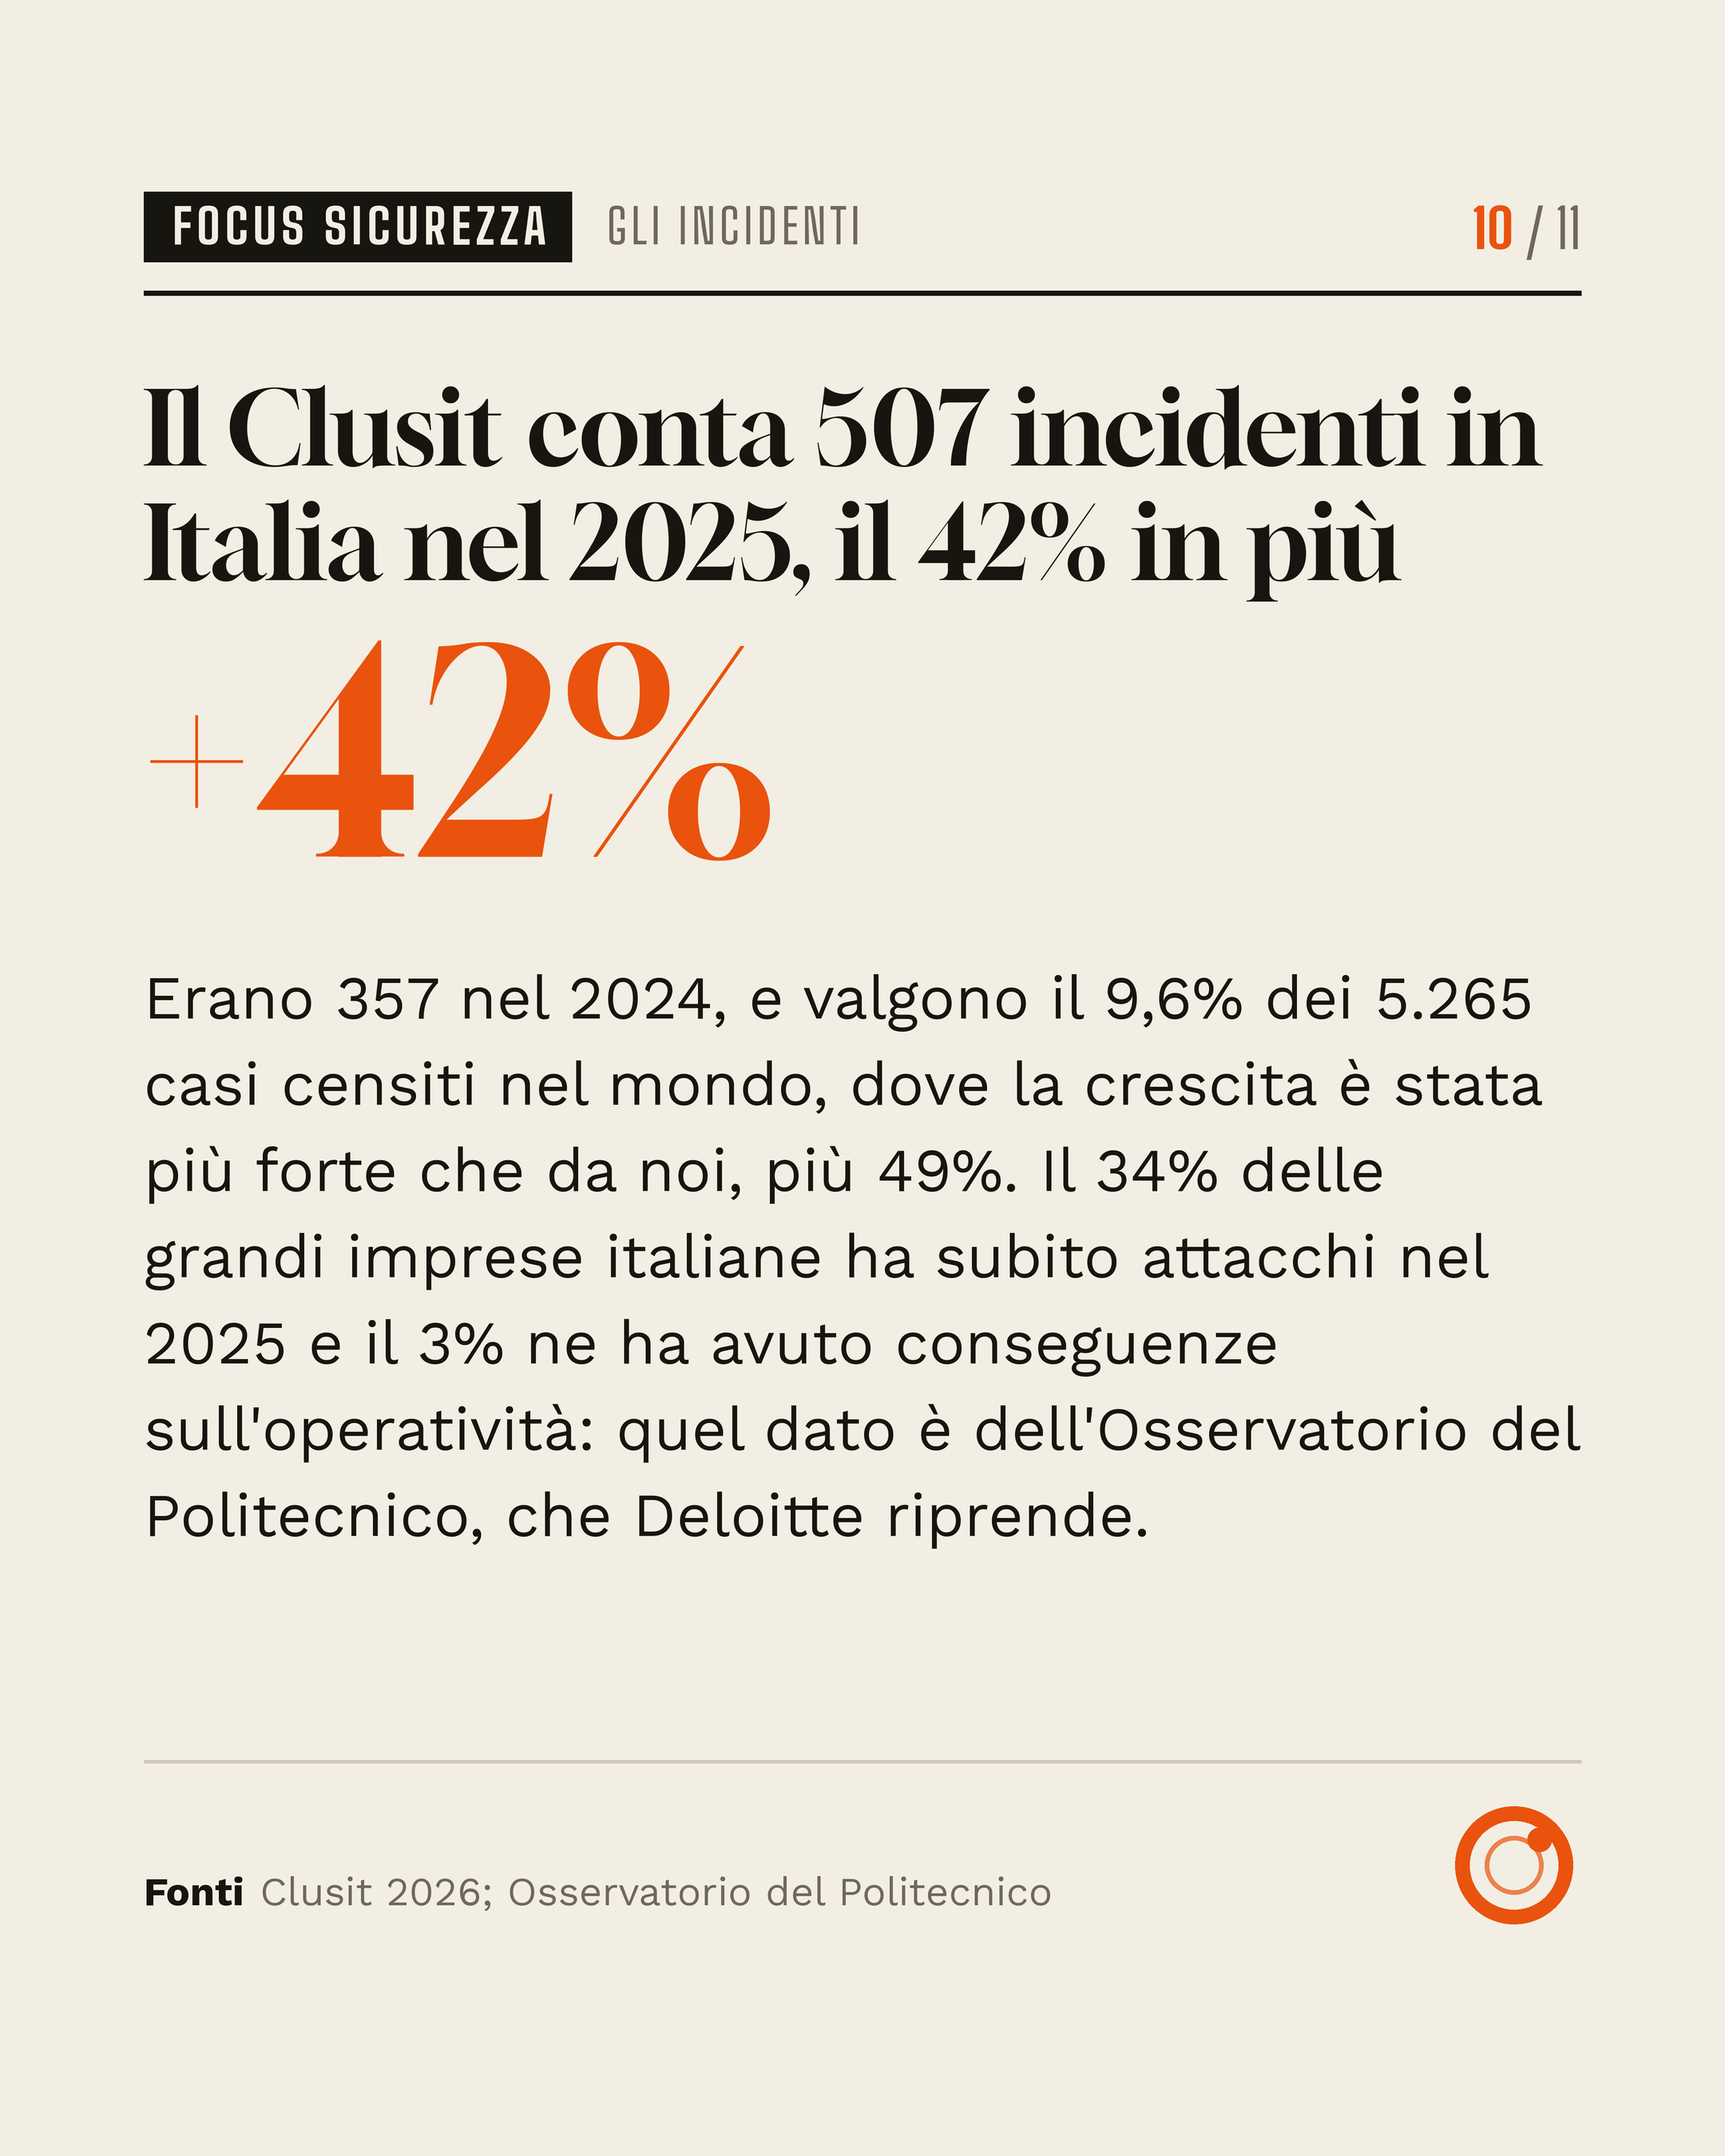 FOCUS SICUREZZA GLI INCIDENTI 10 / 11
Il Clusit conta 507 incidenti in
Italia nel 2025, il 42% in più
+42%
Erano 357 nel 2024, e valgono il 9,6% dei 5.265
casi censiti nel mondo, dove la crescita è stata
più forte che da noi, più 49%. Il 34% delle
grandi imprese italiane ha subito attacchi nel
2025 e il 3% ne ha avuto conseguenze
sull'operatività: quel dato è dell'Osservatorio del
Politecnico, che Deloitte riprende.
Fonti Clusit 2026; Osservatorio del Politecnico